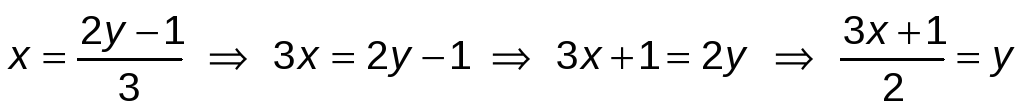 x = (2y − 1)/3 ⇒ 3x = 2y − 1 ⇒ 3x + 1 = 2y ⇒ (3x + 1)/2 = y